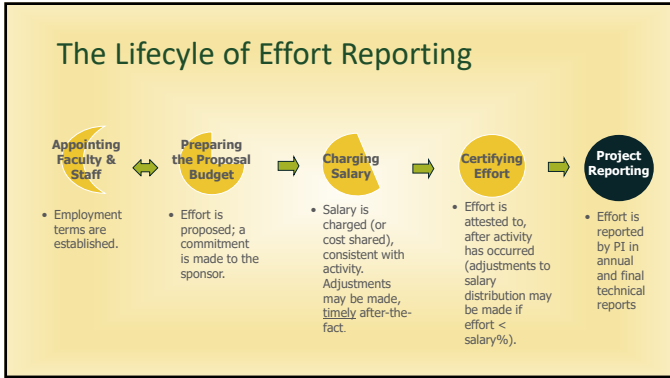 The Lifecyle of Effort Reporting
Appointing
Faculty &
Staff
• Employment
terms are
established.
Preparing
the Proposal
Budget
• Effort is
proposed; a
commitment
is made to the
sponsor.
Charging
Salary
• Salary is
charged (or
cost shared),
consistent with
activity.
Adjustments
may be made,
timely after-the-
fact.
Certifying
Effort
• Effort is
attested to,
after activity
has occurred
(adjustments to
salary
distribution may
be made if
effort <
salary%).
Project
Reporting
• Effort is
reported
by PI in
annual
and final
technical
reports